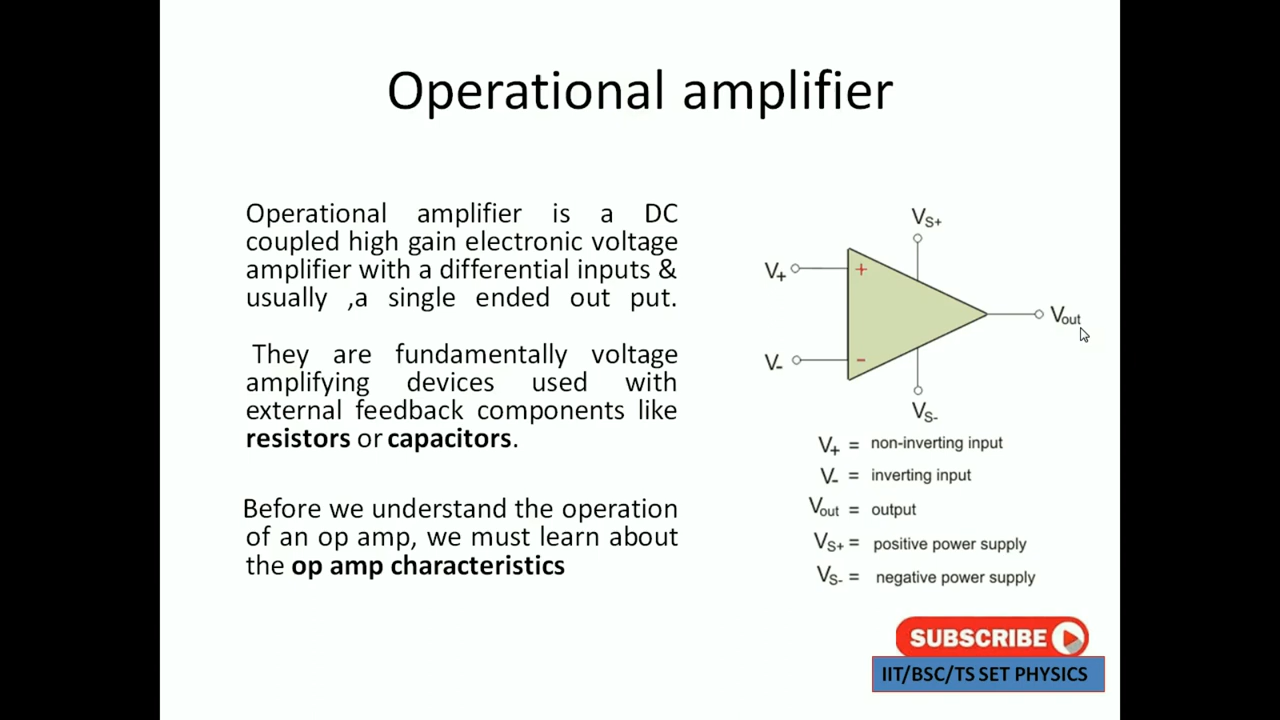 Operational amplifier
Operational amplifier is a DC
coupled high gain electronic voltage
amplifier with a differential inputs &
usually ,a single ended out put.
They are fundamentally voltage
amplifying devices used with
external feedback components like
resistors or capacitors.
Before we understand the operation
of an op amp, we must learn about
the op amp characteristics
VS+
V+
+
Vout
V-
-
VS-
V+ = non-inverting input
V- = inverting input
Vout = output
VS+ = positive power supply
VS- = negative power supply
SUBSCRIBE
IIT/BSC/TS SET PHYSICS